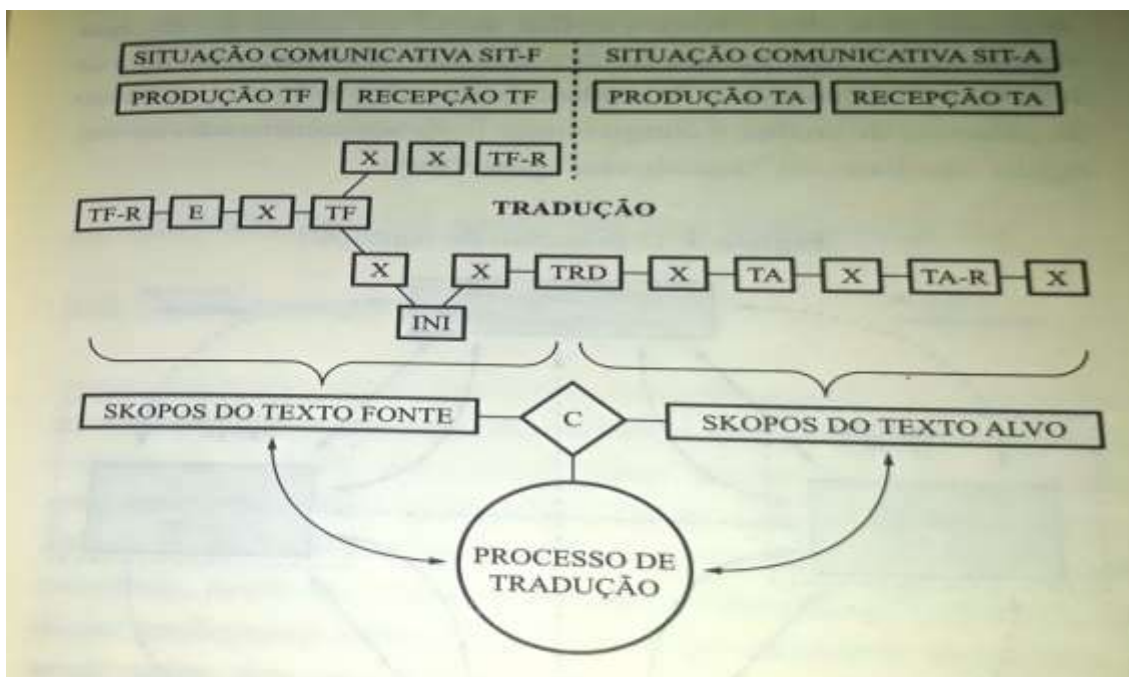 SITUAÇÃO COMUNICATIVA SIT-F SITUAÇÃO COMUNICATIVA SIT-A
PRODUÇÃO TF RECEPÇÃO TF PRODUÇÃO TA RECEPÇÃO TA
X X TF-R
TF-R E X TF TRADUÇÃO
X X TRD X TA X TA-R X
INI
SKOPOS DO TEXTO FONTE C SKOPOS DO TEXTO ALVO
PROCESSO DE
TRADUÇÃO